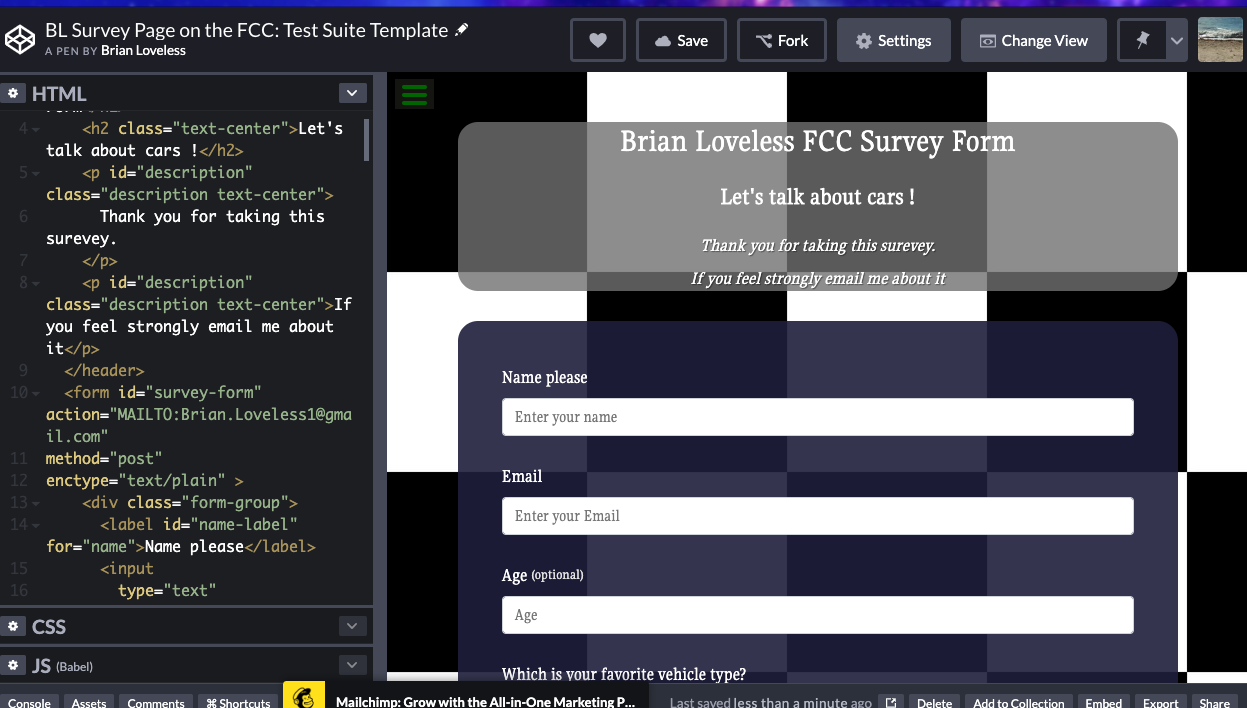 BL Survey Page on the FCC: Test Suite Template
A PEN BY Brian Loveless
Save
Fork
Settings
Change View
HTML
4
<h2 class="text-center">Let's
talk about cars !</h2>
5
<p id="description"
class="description text-center">
6
Thank you for taking this
surevey.
7
</p>
8
<p id="description"
class="description text-center">If
you feel strongly email me about
it</p>
9
</header>
10
<form id="survey-form"
action="MAILTO:Brian.Loveless1@gma
il.com"
11
method="post"
12
enctype="text/plain" >
13
<div class="form-group">
14
<label id="name-label"
for="name">Name please</label>
15
<input
16
type="text"
CSS
JS (Babel)
Brian Loveless FCC Survey Form
Let's talk about cars !
Thank you for taking this surevey.
If you feel strongly email me about it
Name please
Enter your name
Email
Enter your Email
Age (optional)
Age
Which is your favorite vehicle type?
Console
Assets
Comments
⌘ Shortcuts
Mailchimp: Grow with the All-in-One Marketing P...
Last saved less than a minute ago
Delete
Add to Collection
Embed
Export
Share